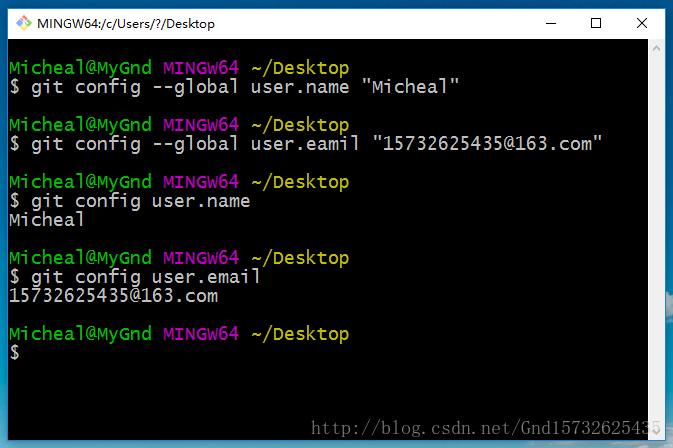 MINGW64:/c/Users/?/Desktop
Micheal@MyGnd MINGW64 ~/Desktop
$ git config --global user.name "Micheal"
Micheal@MyGnd MINGW64 ~/Desktop
$ git config --global user.eamil "15732625435@163.com"
Micheal@MyGnd MINGW64 ~/Desktop
$ git config user.name
Micheal
Micheal@MyGnd MINGW64 ~/Desktop
$ git config user.email
15732625435@163.com
Micheal@MyGnd MINGW64 ~/Desktop
$
http://blog.csdn.net/Gnd15732625435